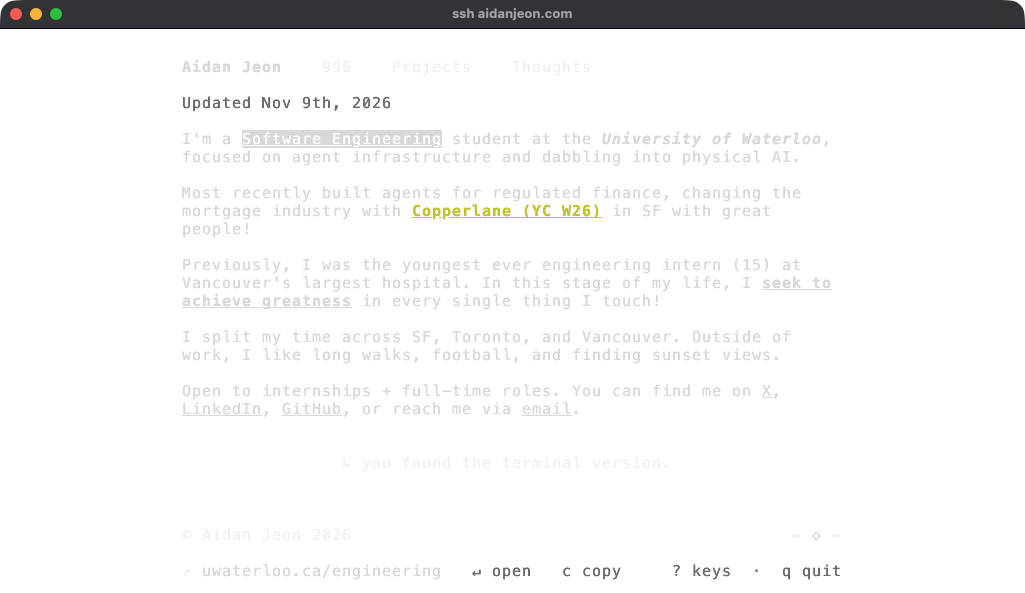 ssh aidanjeon.com
Aidan Jeon 996 Projects Thoughts
Updated Nov 9th, 2026
I'm a Software Engineering student at the University of Waterloo,
focused on agent infrastructure and dabbling into physical AI.
Most recently built agents for regulated finance, changing the
mortgage industry with Copperlane (YC W26) in SF with great
people!
Previously, I was the youngest ever engineering intern (15) at
Vancouver's largest hospital. In this stage of my life, I seek to
achieve greatness in every single thing I touch!
I split my time across SF, Toronto, and Vancouver. Outside of
work, I like long walks, football, and finding sunset views.
Open to internships + full-time roles. You can find me on X,
LinkedIn, GitHub, or reach me via email.
↳ you found the terminal version.
© Aidan Jeon 2026 ← ◇ →
↗ uwaterloo.ca/engineering ↵ open c copy ? keys · q quit